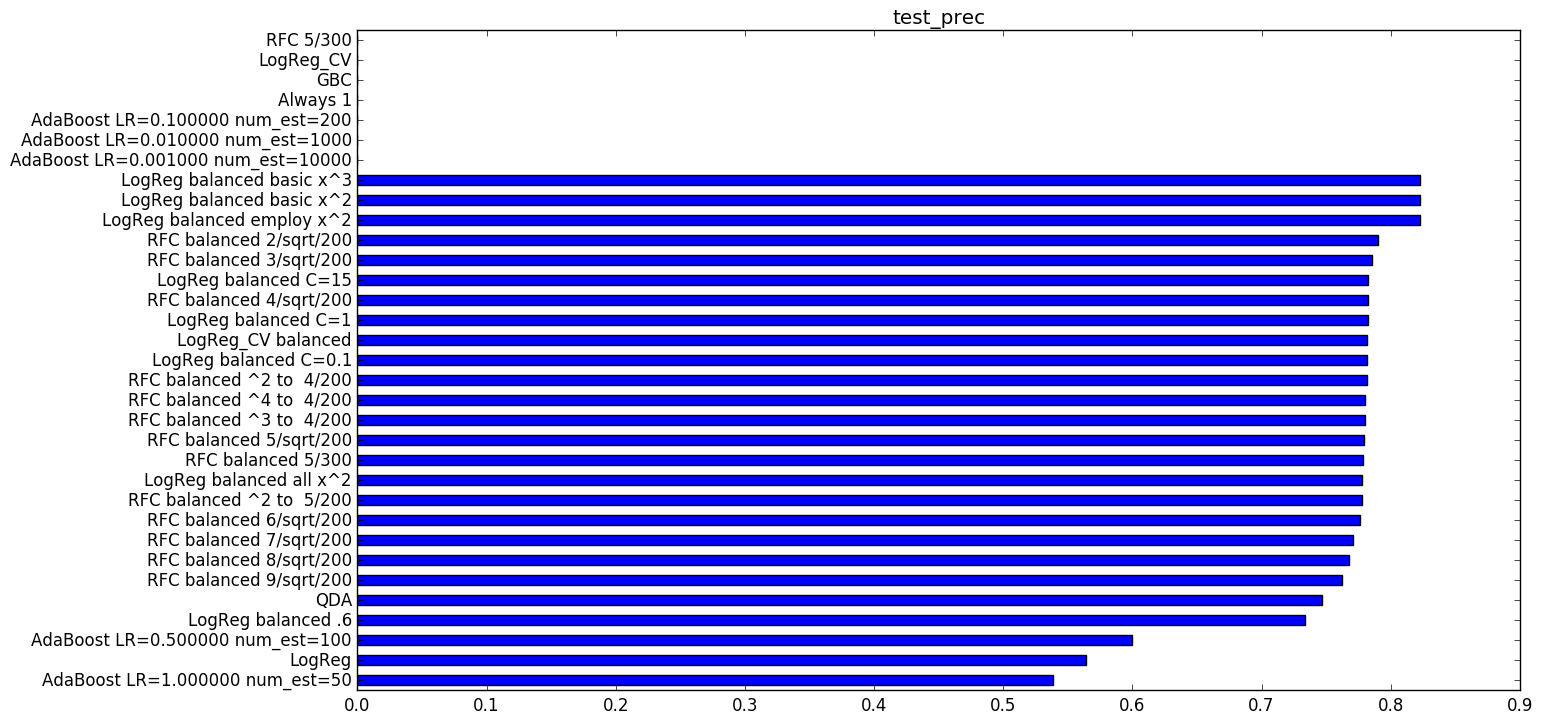 test_prec
RFC 5/300
LogReg_CV
GBC
Always 1
AdaBoost LR=0.100000 num_est=200
AdaBoost LR=0.010000 num_est=1000
AdaBoost LR=0.001000 num_est=10000
LogReg balanced basic x^3
LogReg balanced basic x^2
LogReg balanced employ x^2
RFC balanced 2/sqrt/200
RFC balanced 3/sqrt/200
LogReg balanced C=15
RFC balanced 4/sqrt/200
LogReg balanced C=1
LogReg_CV balanced
LogReg balanced C=0.1
RFC balanced ^2 to  4/200
RFC balanced ^4 to  4/200
RFC balanced ^3 to  4/200
RFC balanced 5/sqrt/200
RFC balanced 5/300
LogReg balanced all x^2
RFC balanced ^2 to  5/200
RFC balanced 6/sqrt/200
RFC balanced 7/sqrt/200
RFC balanced 8/sqrt/200
RFC balanced 9/sqrt/200
QDA
LogReg balanced .6
AdaBoost LR=0.500000 num_est=100
LogReg
AdaBoost LR=1.000000 num_est=50
0.0 0.1 0.2 0.3 0.4 0.5 0.6 0.7 0.8 0.9